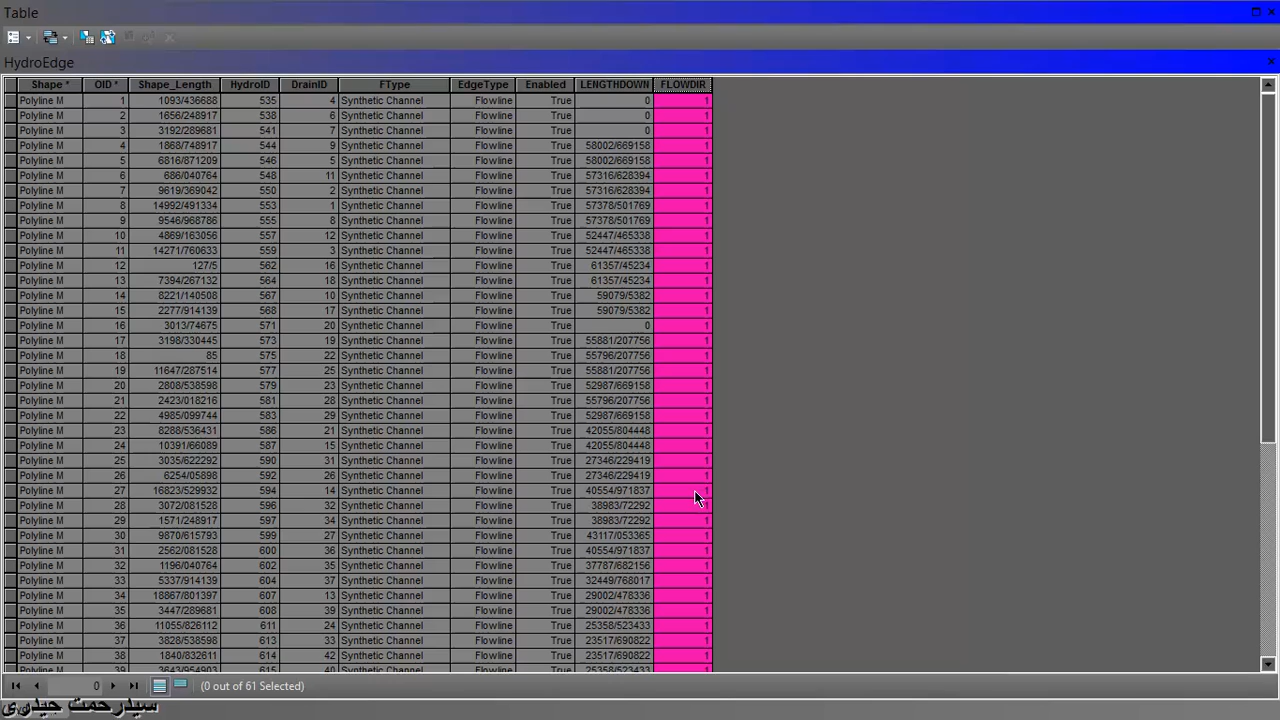 Table
HydroEdge
Shape * OID * Shape_Length HydroID DrainID FType EdgeType Enabled LENGTHDOWN FLOWDIR
Polyline M 1 1093/436688 535 4 Synthetic Channel Flowline True 0 1
Polyline M 2 1656/248917 538 6 Synthetic Channel Flowline True 0 1
Polyline M 3 3192/289681 541 7 Synthetic Channel Flowline True 0 1
Polyline M 4 1868/748917 544 9 Synthetic Channel Flowline True 58002/669158 1
Polyline M 5 6816/871209 546 5 Synthetic Channel Flowline True 58002/669158 1
Polyline M 6 686/040764 548 11 Synthetic Channel Flowline True 57316/628394 1
Polyline M 7 9619/369042 550 2 Synthetic Channel Flowline True 57316/628394 1
Polyline M 8 14992/491334 553 1 Synthetic Channel Flowline True 57378/501769 1
Polyline M 9 9546/968786 555 8 Synthetic Channel Flowline True 57378/501769 1
Polyline M 10 4869/163056 557 12 Synthetic Channel Flowline True 52447/465338 1
Polyline M 11 14271/760633 559 3 Synthetic Channel Flowline True 52447/465338 1
Polyline M 12 127/5 562 16 Synthetic Channel Flowline True 61357/45234 1
Polyline M 13 7394/267132 564 18 Synthetic Channel Flowline True 61357/45234 1
Polyline M 14 8221/140508 567 10 Synthetic Channel Flowline True 59079/5382 1
Polyline M 15 2277/914139 568 17 Synthetic Channel Flowline True 59079/5382 1
Polyline M 16 3013/74675 571 20 Synthetic Channel Flowline True 0 1
Polyline M 17 3198/330445 573 19 Synthetic Channel Flowline True 55881/207756 1
Polyline M 18 85 575 22 Synthetic Channel Flowline True 55796/207756 1
Polyline M 19 11647/287514 577 25 Synthetic Channel Flowline True 55881/207756 1
Polyline M 20 2808/538598 579 23 Synthetic Channel Flowline True 52987/669158 1
Polyline M 21 2423/018216 581 28 Synthetic Channel Flowline True 55796/207756 1
Polyline M 22 4985/099744 583 29 Synthetic Channel Flowline True 52987/669158 1
Polyline M 23 8288/536431 586 21 Synthetic Channel Flowline True 42055/804448 1
Polyline M 24 10391/66089 587 15 Synthetic Channel Flowline True 42055/804448 1
Polyline M 25 3035/622292 590 31 Synthetic Channel Flowline True 27346/229419 1
Polyline M 26 6254/05898 592 26 Synthetic Channel Flowline True 27346/229419 1
Polyline M 27 16823/529932 594 14 Synthetic Channel Flowline True 40554/971837 1
Polyline M 28 3072/081528 596 32 Synthetic Channel Flowline True 38983/72292 1
Polyline M 29 1571/248917 597 34 Synthetic Channel Flowline True 38983/72292 1
Polyline M 30 9870/615793 599 27 Synthetic Channel Flowline True 43117/053365 1
Polyline M 31 2562/081528 600 36 Synthetic Channel Flowline True 40554/971837 1
Polyline M 32 1196/040764 602 35 Synthetic Channel Flowline True 37787/682156 1
Polyline M 33 5337/914139 604 37 Synthetic Channel Flowline True 32449/768017 1
Polyline M 34 18867/801397 607 13 Synthetic Channel Flowline True 29002/478336 1
Polyline M 35 3447/289681 608 39 Synthetic Channel Flowline True 29002/478336 1
Polyline M 36 11055/826112 611 24 Synthetic Channel Flowline True 25358/523433 1
Polyline M 37 3828/538598 613 33 Synthetic Channel Flowline True 23517/690822 1
Polyline M 38 1840/832611 614 42 Synthetic Channel Flowline True 23517/690822 1
Polyline M 39 3643/954903 615 40 Synthetic Channel Flowline True 25358/523433 1
0 (0 out of 61 Selected)
سیدرحمت حیدری